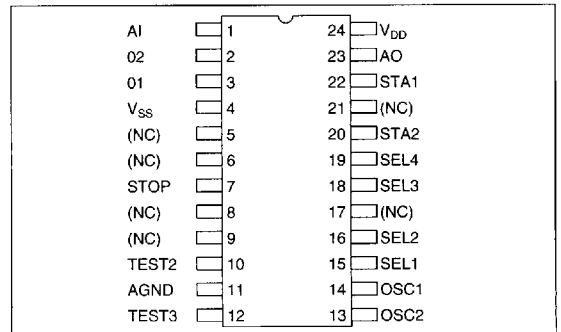 AI 1 24 VDD
02 2 23 AO
01 3 22 STA1
VSS 4 21 (NC)
(NC) 5 20 STA2
(NC) 6 19 SEL4
STOP 7 18 SEL3
(NC) 8 17 (NC)
(NC) 9 16 SEL2
TEST2 10 15 SEL1
AGND 11 14 OSC1
TEST3 12 13 OSC2